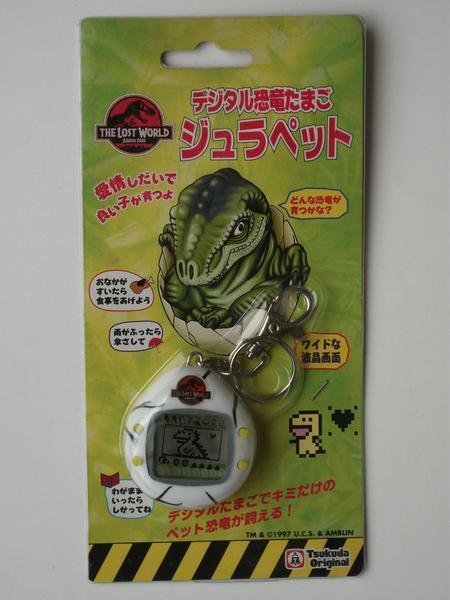 THE LOST WORLD
JURASSIC PARK
デジタル恐竜たまご
ジュラペット
愛情しだいで
良い子が育つよ
どんな恐竜が
育つかな?
おなかが
すいたら
食事をあげよう
雨がふったら
傘さして
ワイドな
液晶画面
THE LOST WORLD
わがまま
いったら
しかってね
デジタルたまごでキミだけの
ペット恐竜が飼える!
TM & ©1997 U.C.S. & AMBLIN
Tsukuda
Original